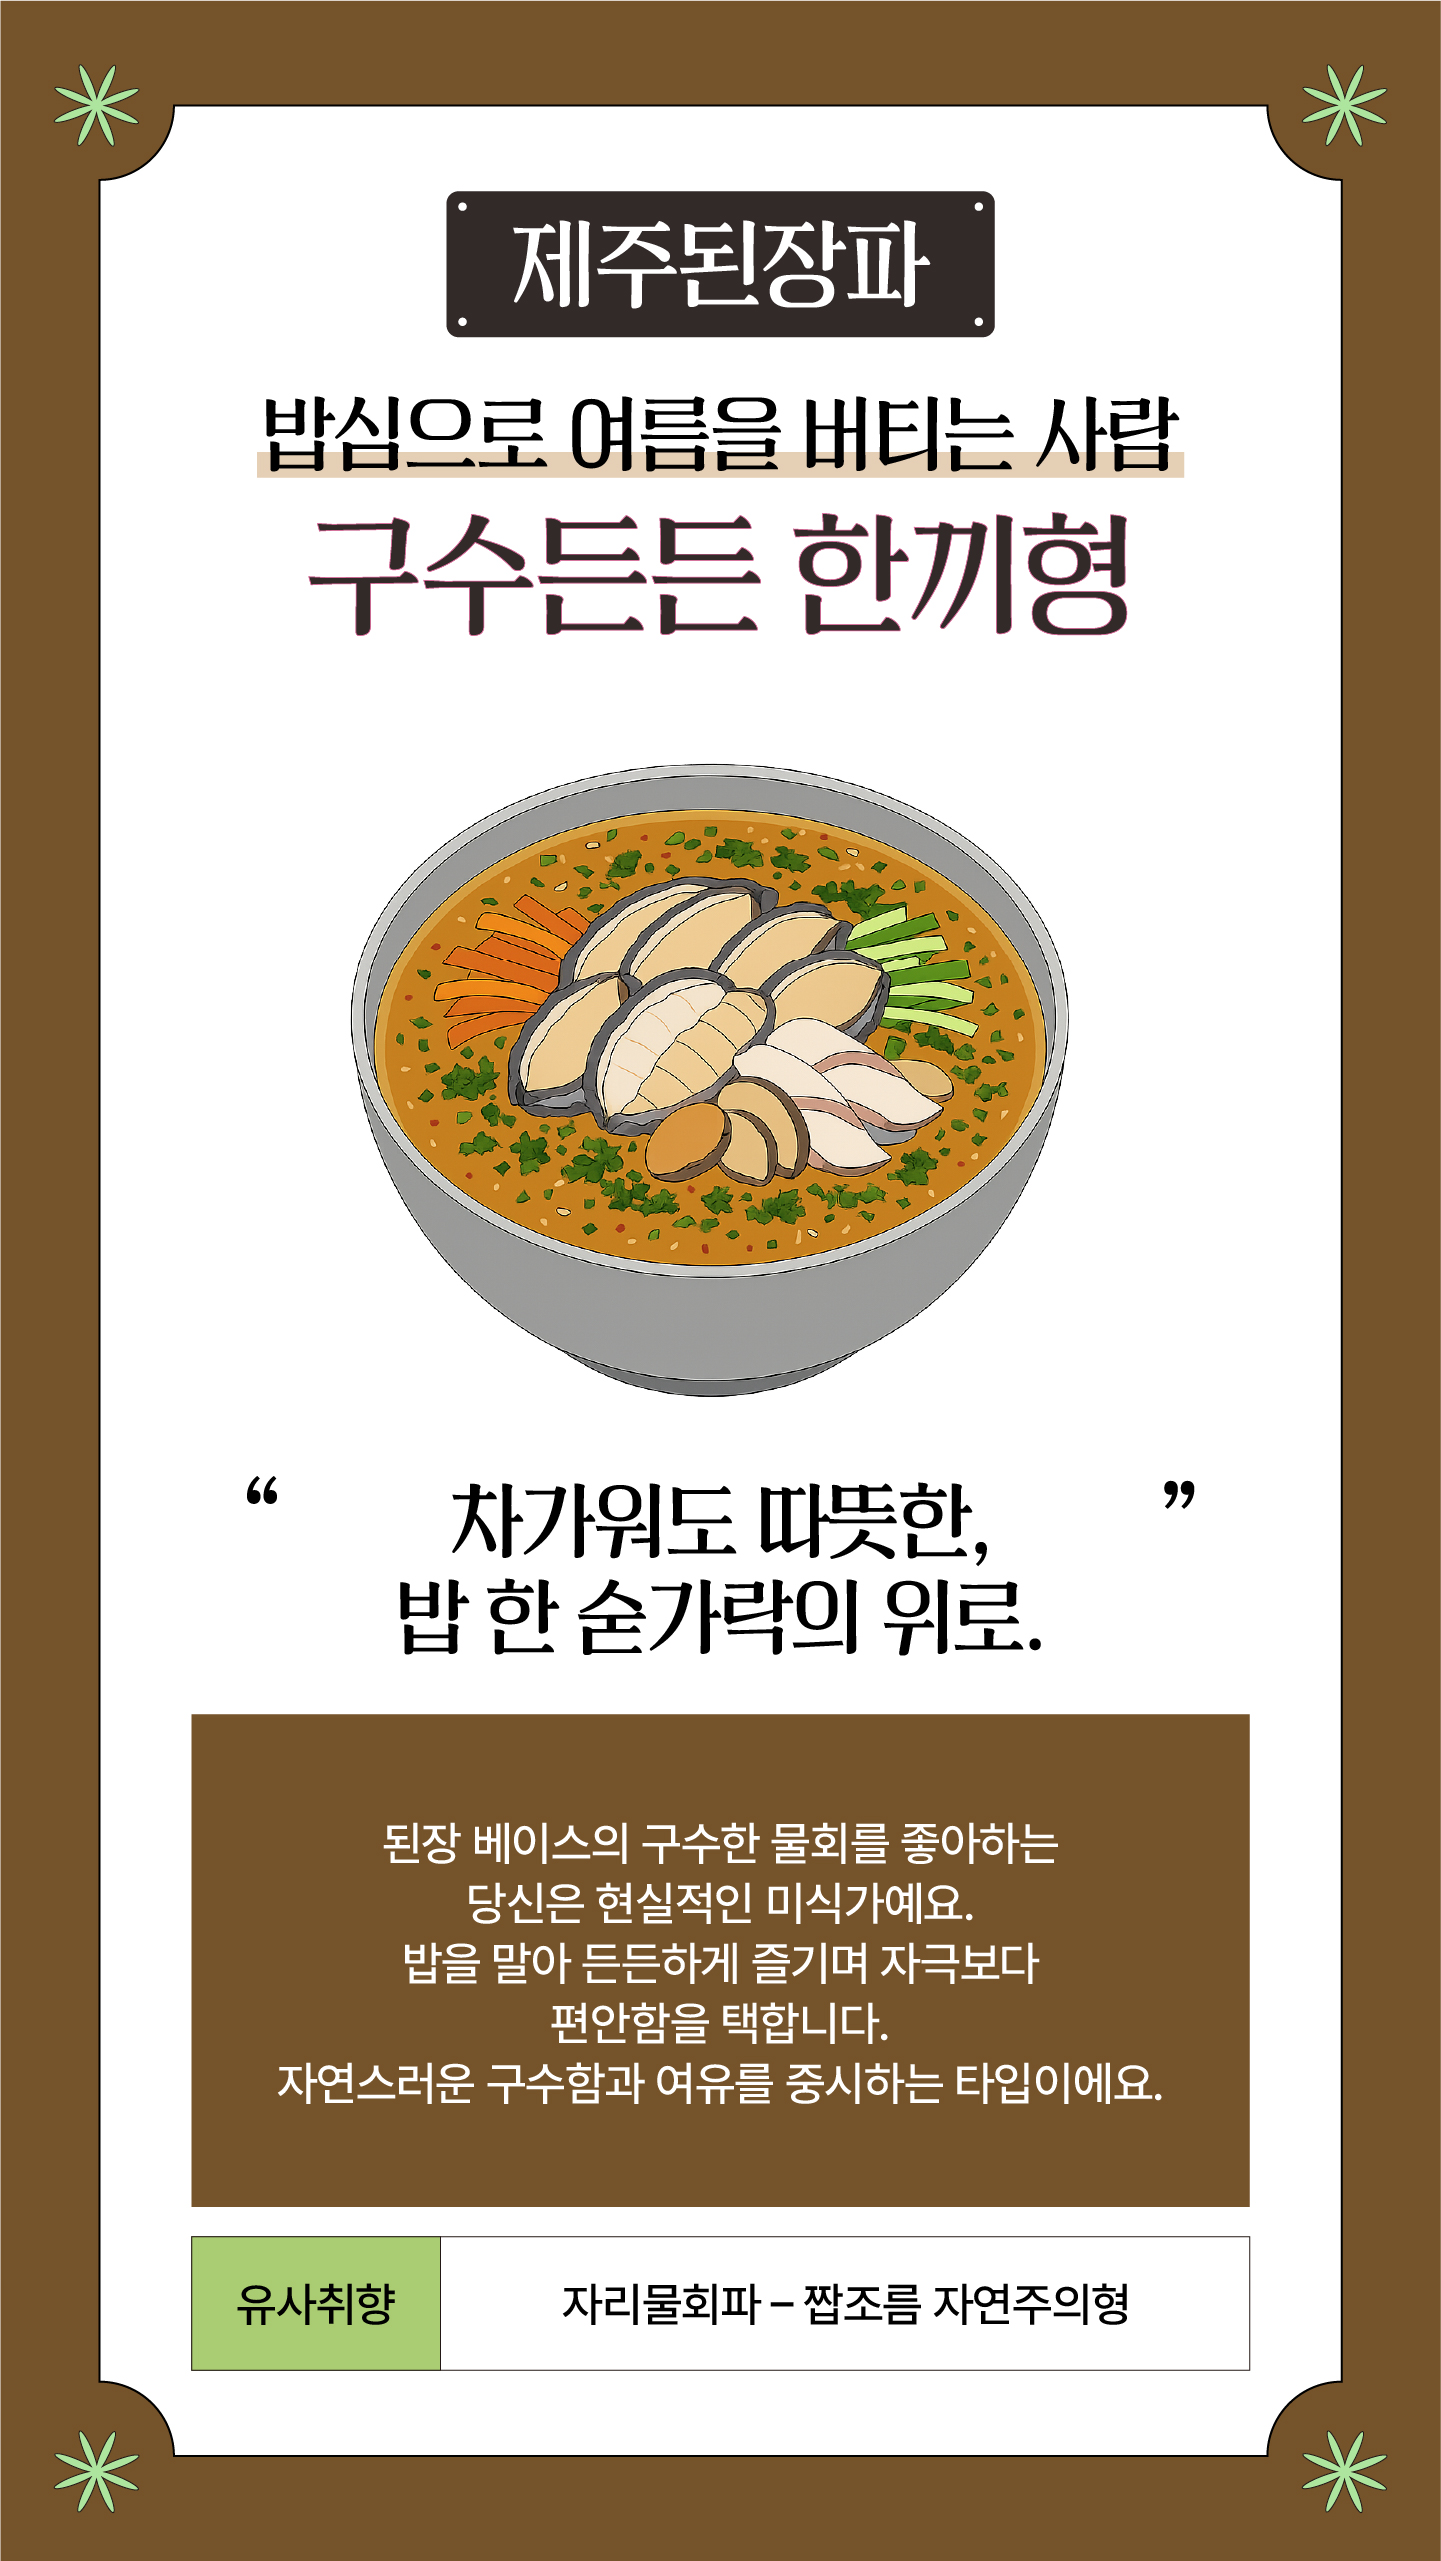 제주된장파
밥심으로 여름을 버티는 사람
구수든든 한끼형
“ 차가워도 따뜻한, ”
밥 한 숟가락의 위로.
된장 베이스의 구수한 물회를 좋아하는
당신은 현실적인 미식가예요.
밥을 말아 든든하게 즐기며 자극보다
편안함을 택합니다.
자연스러운 구수함과 여유를 중시하는 타입이에요.
유사취향
자리물회파 – 짭조름 자연주의형